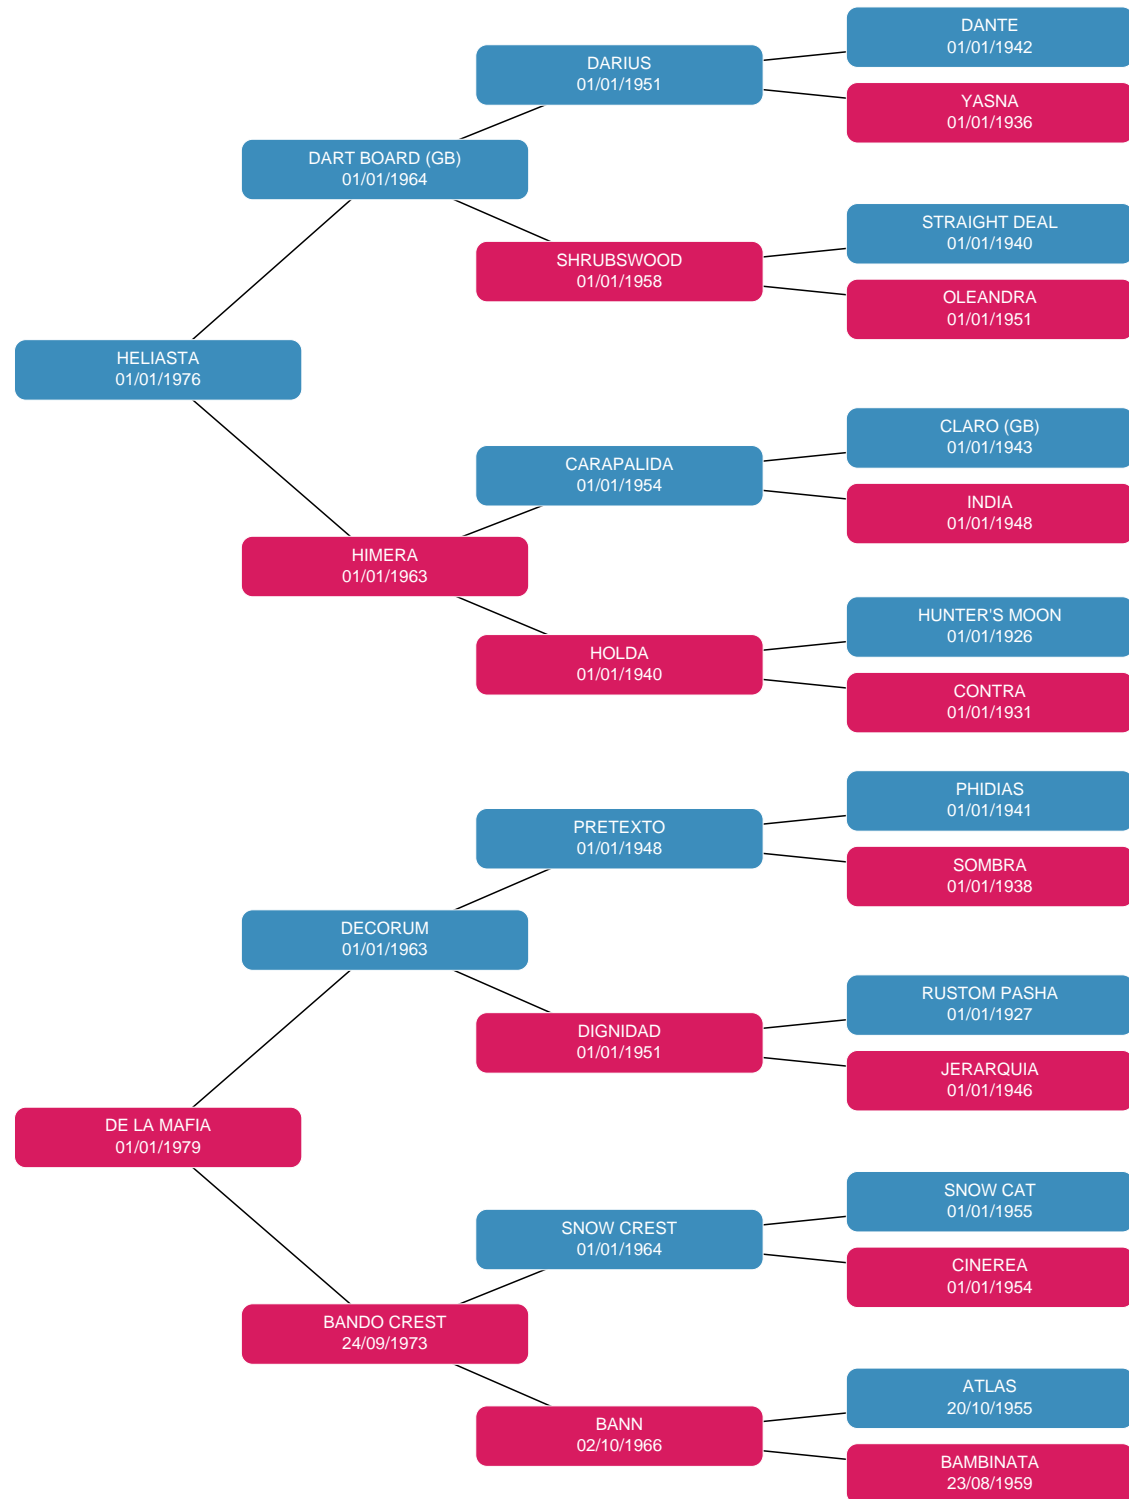 DANTE
01/01/1942
DARIUS
01/01/1951
YASNA
01/01/1936
DART BOARD (GB)
01/01/1964
STRAIGHT DEAL
01/01/1940
SHRUBSWOOD
01/01/1958
OLEANDRA
01/01/1951
HELIASTA
01/01/1976
CLARO (GB)
01/01/1943
CARAPALIDA
01/01/1954
INDIA
01/01/1948
HIMERA
01/01/1963
HUNTER'S MOON
01/01/1926
HOLDA
01/01/1940
CONTRA
01/01/1931
PHIDIAS
01/01/1941
PRETEXTO
01/01/1948
SOMBRA
01/01/1938
DECORUM
01/01/1963
RUSTOM PASHA
01/01/1927
DIGNIDAD
01/01/1951
JERARQUIA
01/01/1946
DE LA MAFIA
01/01/1979
SNOW CAT
01/01/1955
SNOW CREST
01/01/1964
CINEREA
01/01/1954
BANDO CREST
24/09/1973
ATLAS
20/10/1955
BANN
02/10/1966
BAMBINATA
23/08/1959